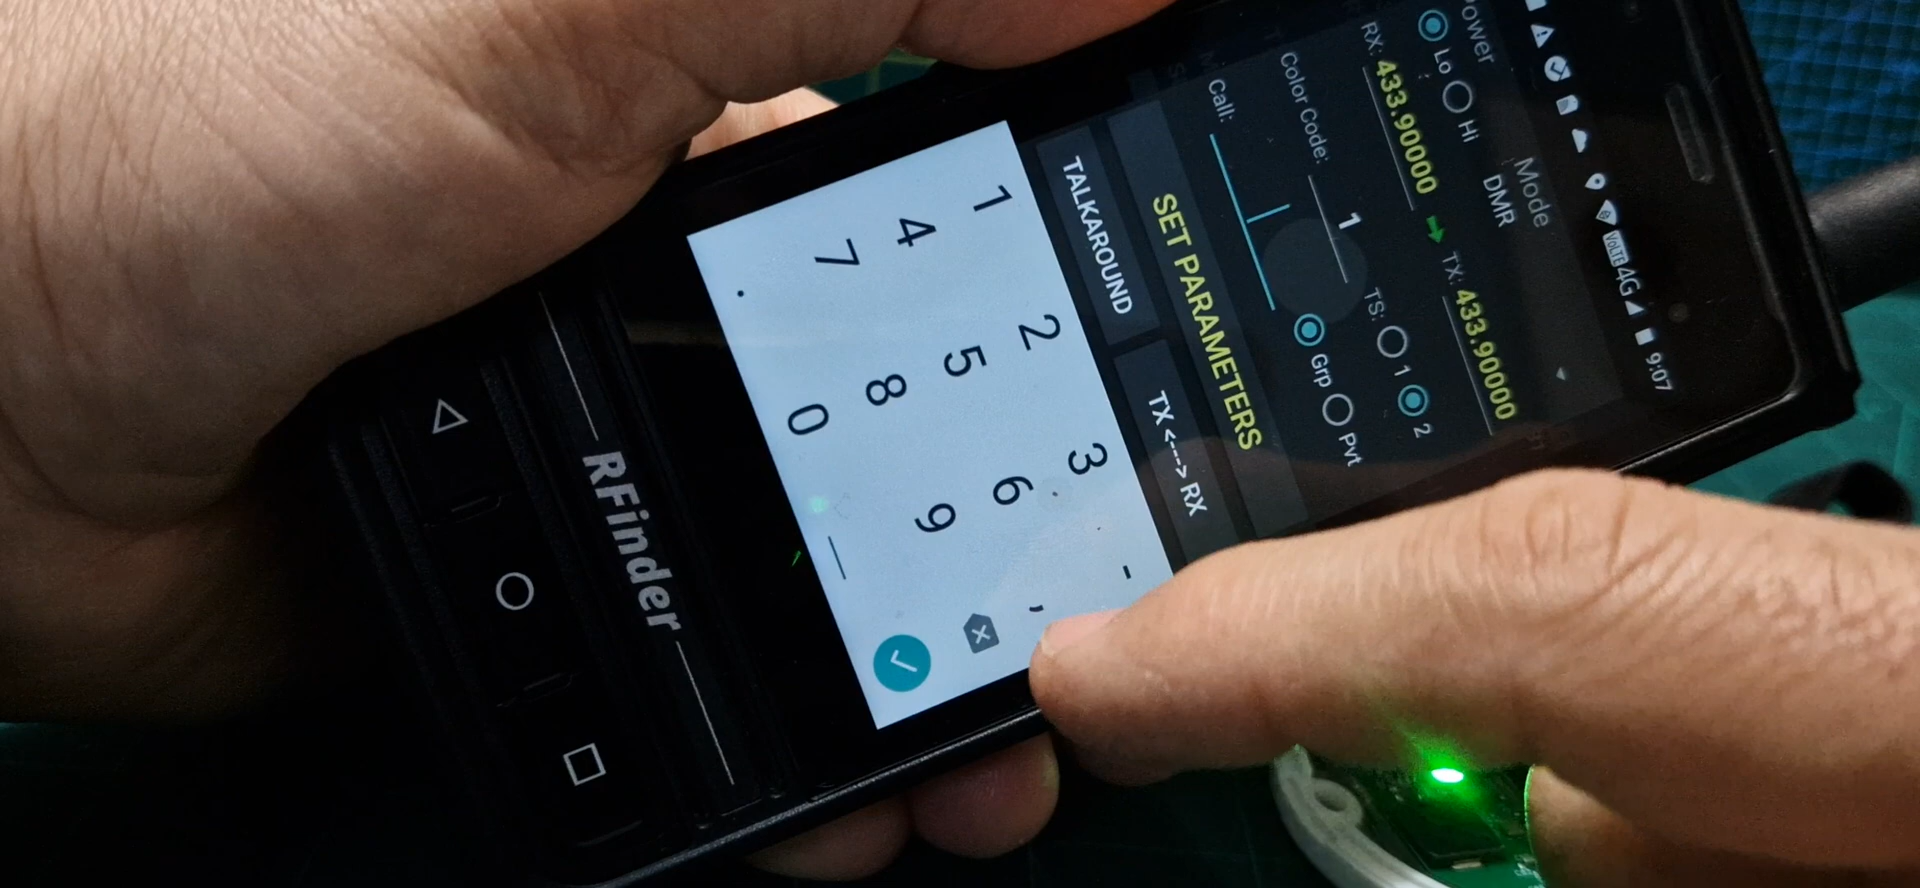 VoLTE 4G 9:07
Power
Mode
Lo Hi
DMR
RX: 433.90000 TX: 433.90000
Color Code: 1 TS: 1 2
Call: Grp Pvt
SET PARAMETERS
TALKAROUND TX <---> RX
1 2 3 -
4 5 6 ,
7 8 9
. 0
RFinder